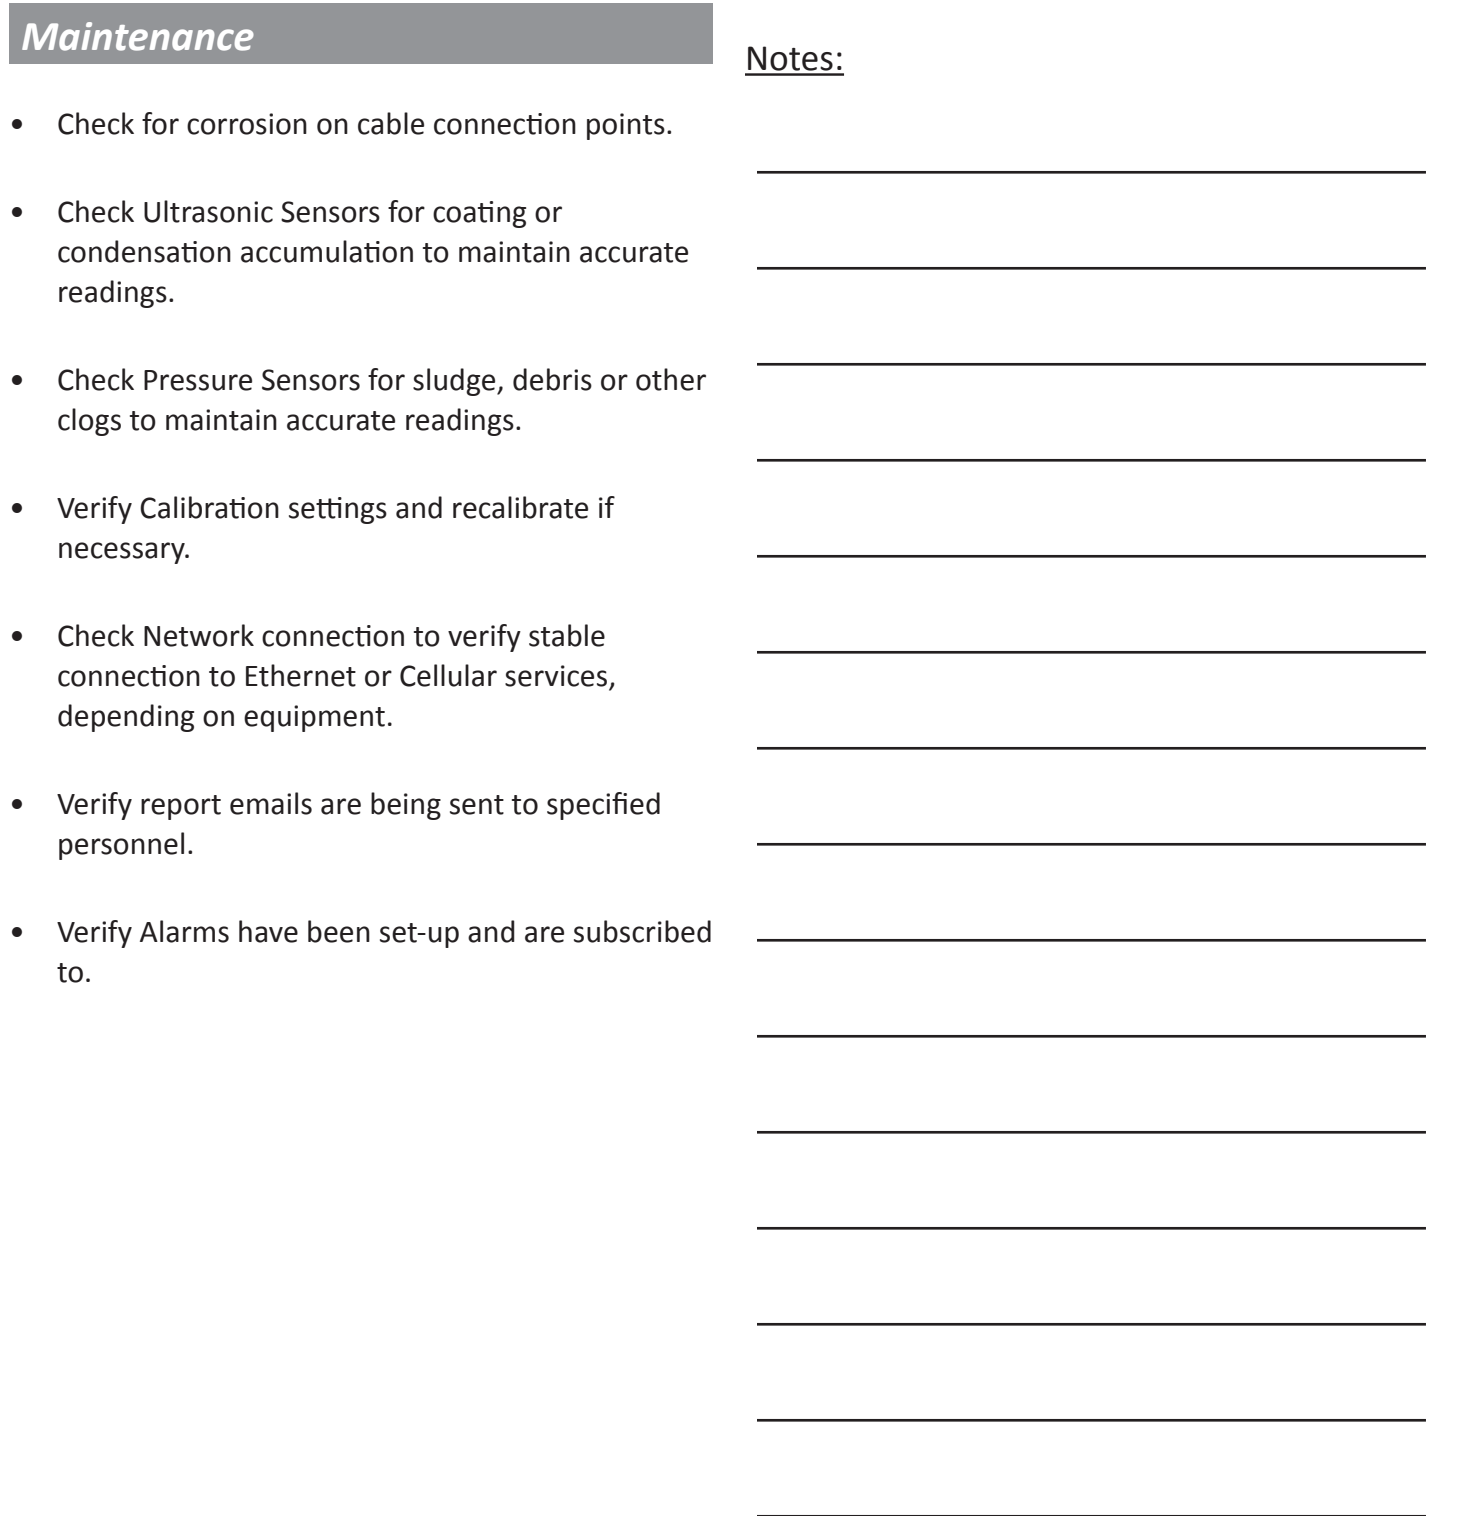 Maintenance
• Check for corrosion on cable connection points.
• Check Ultrasonic Sensors for coating or
condensation accumulation to maintain accurate
readings.
• Check Pressure Sensors for sludge, debris or other
clogs to maintain accurate readings.
• Verify Calibration settings and recalibrate if
necessary.
• Check Network connection to verify stable
connection to Ethernet or Cellular services,
depending on equipment.
• Verify report emails are being sent to specified
personnel.
• Verify Alarms have been set-up and are subscribed
to.
Notes: